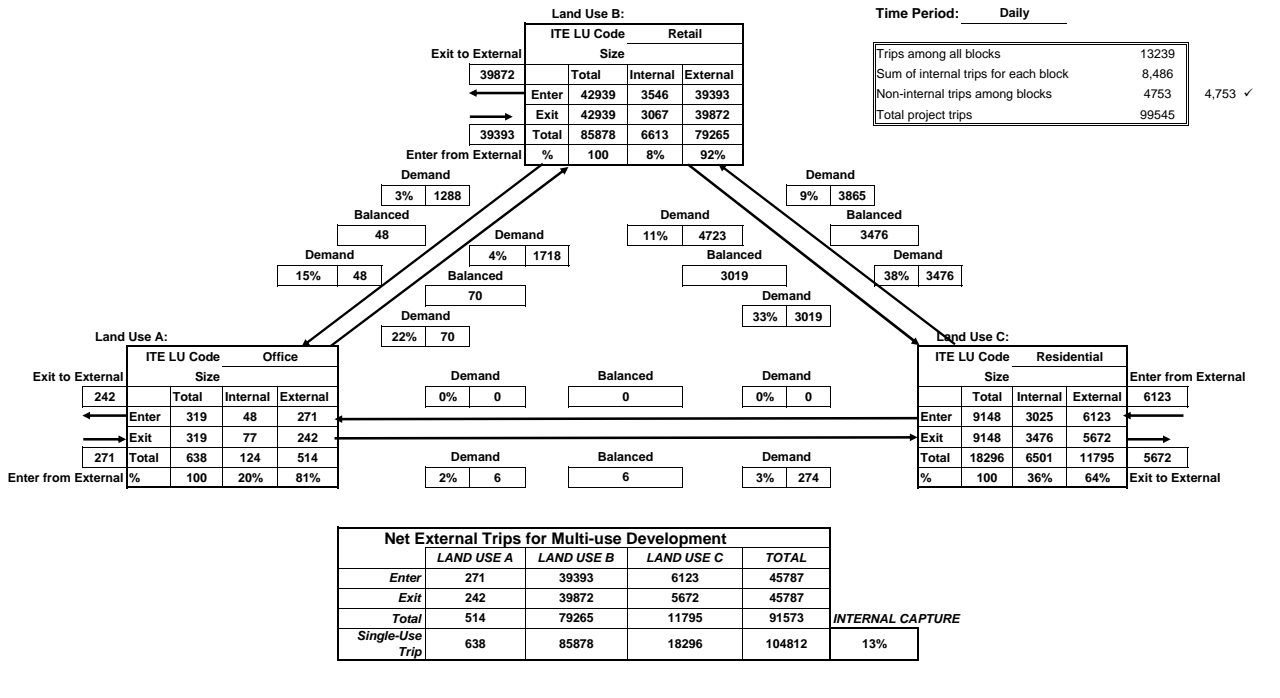 Land Use B:
Time Period: Daily
ITE LU Code Retail
Exit to External Size
39872 Total Internal External
Enter 42939 3546 39393
Exit 42939 3067 39872
39393 Total 85878 6613 79265
Enter from External % 100 8% 92%
Trips among all blocks 13239
Sum of internal trips for each block 8,486
Non-internal trips among blocks 4753 4,753 ✓
Total project trips 99545
Demand Demand
3% 1288 9% 3865
Balanced Demand Balanced
48 11% 4723 3476
Demand Demand Balanced Demand
15% 48 4% 1718 3019 38% 3476
Balanced Demand
70 33% 3019
Demand
22% 70
Land Use A:
ITE LU Code Office
Exit to External Size
242 Total Internal External
Enter 319 48 271
Exit 319 77 242
271 Total 638 124 514
Enter from External % 100 20% 81%
Demand Balanced Demand
0% 0 0 0% 0
Demand Balanced Demand
2% 6 6 3% 274
Land Use C:
ITE LU Code Residential
Size Enter from External
Total Internal External 6123
Enter 9148 3025 6123
Exit 9148 3476 5672
Total 18296 6501 11795 5672
% 100 36% 64% Exit to External
Net External Trips for Multi-use Development
LAND USE A LAND USE B LAND USE C TOTAL
Enter 271 39393 6123 45787
Exit 242 39872 5672 45787
Total 514 79265 11795 91573 INTERNAL CAPTURE
Single-Use
Trip 638 85878 18296 104812 13%